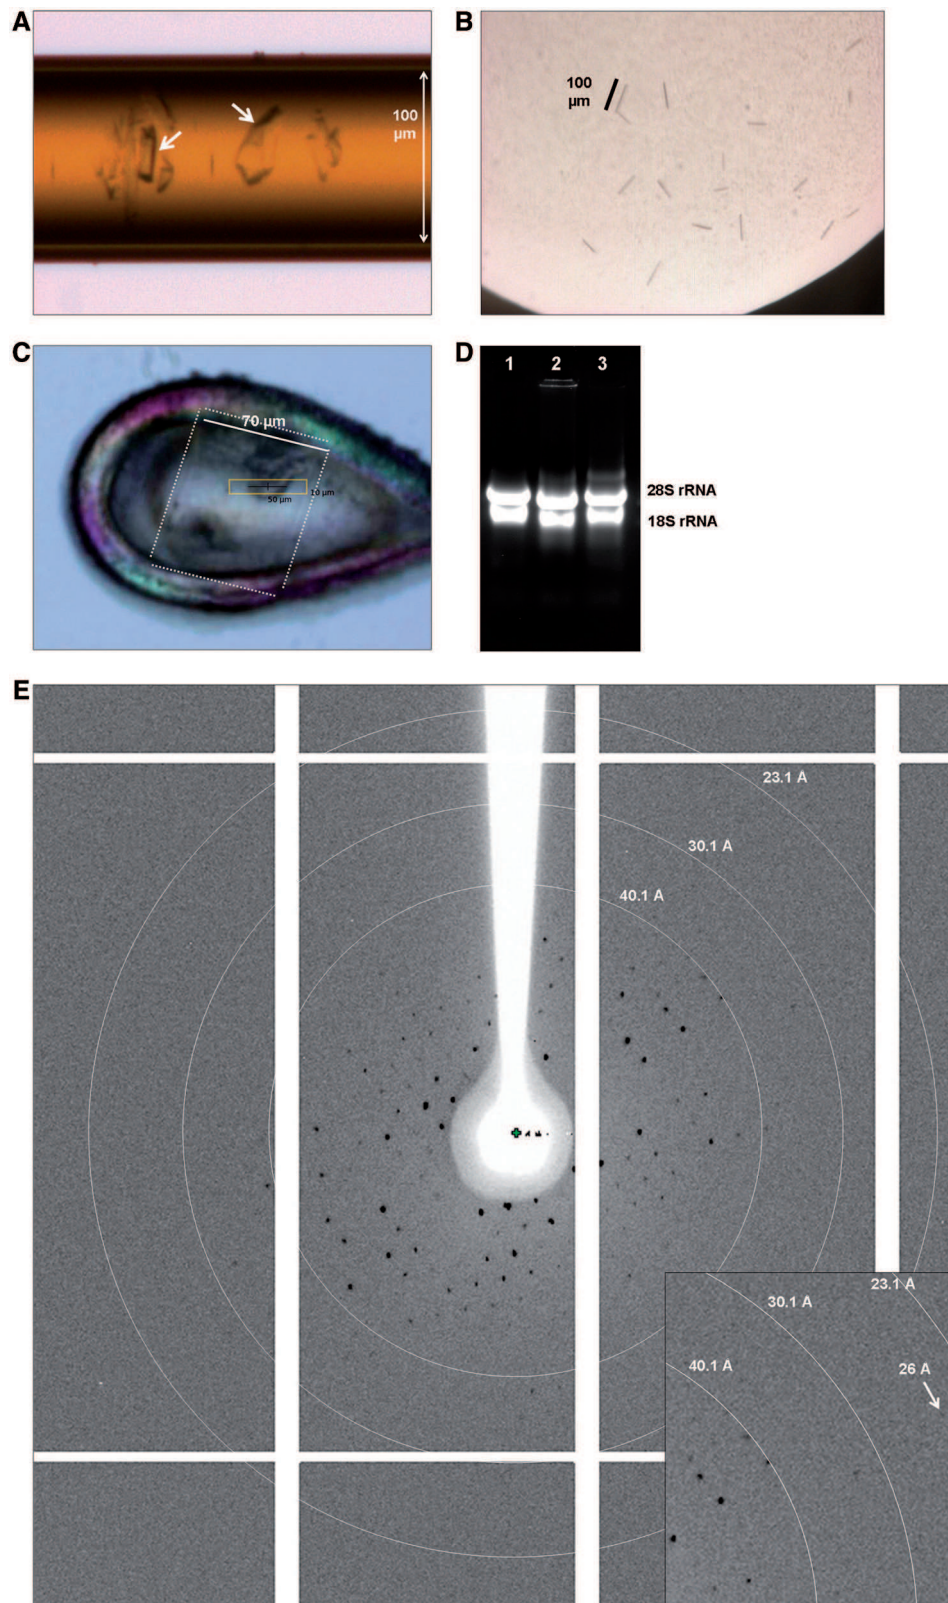 A
100
µm
B
100
µm
C
70 µm
10 µm
50 µm
D
1 2 3
28S rRNA
18S rRNA
E
23.1 A
30.1 A
40.1 A
23.1 A
30.1 A
40.1 A
26 A